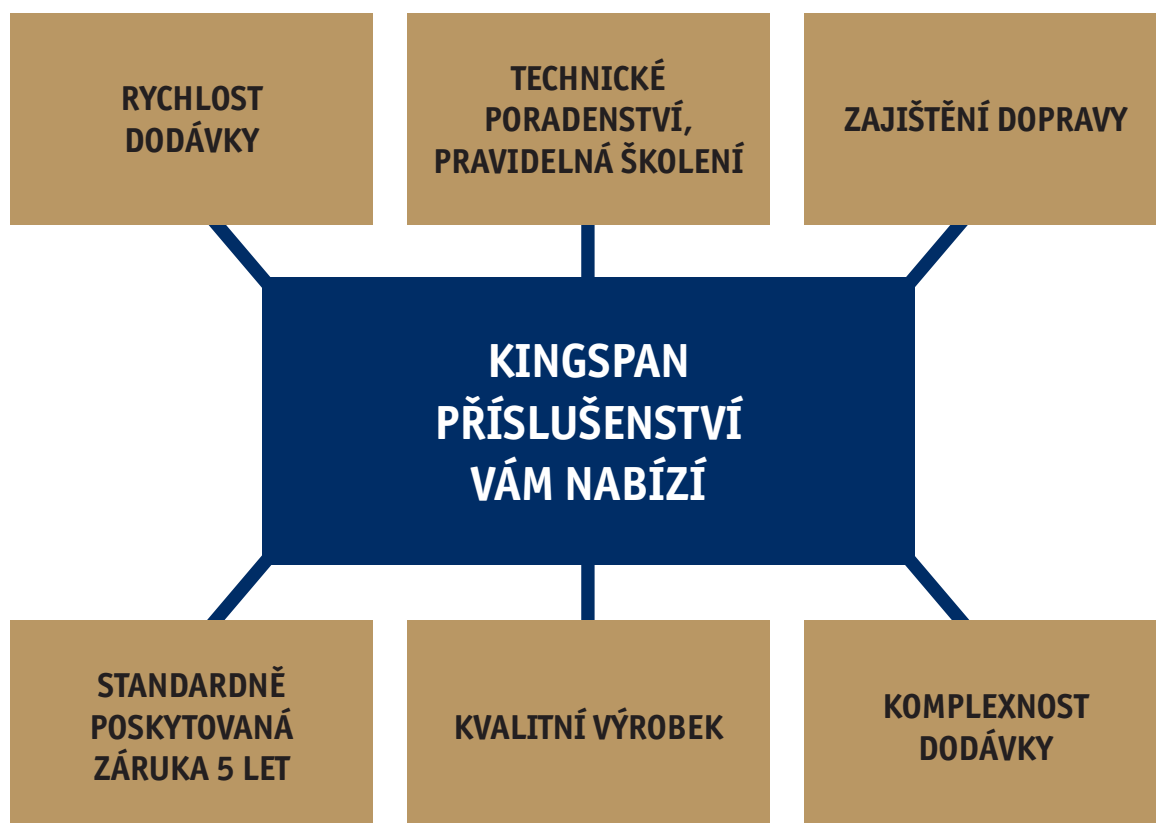 RYCHLOST
DODÁVKY
TECHNICKÉ
PORADENSTVÍ,
PRAVIDELNÁ ŠKOLENÍ
ZAJIŠTĚNÍ DOPRAVY
KINGSPAN
PŘÍSLUŠENSTVÍ
VÁM NABÍZÍ
STANDARDNĚ
POSKYTOVANÁ
ZÁRUKA 5 LET
KVALITNÍ VÝROBEK
KOMPLEXNOST
DODÁVKY